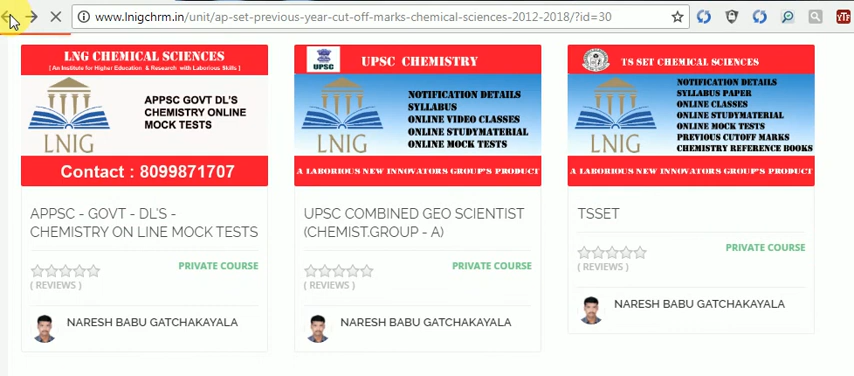 www.lnigchrm.in/unit/ap-set-previous-year-cut-off-marks-chemical-sciences-2012-2018/?id=30
YTF
LNG CHEMICAL SCIENCES
[ An Institute for Higher Education & Research with Laborious Skills ]
LNIG
APPSC GOVT DL'S
CHEMISTRY ONLINE
MOCK TESTS
Contact : 8099871707
APPSC - GOVT - DL'S -
CHEMISTRY ON LINE MOCK TESTS
PRIVATE COURSE
( REVIEWS )
NARESH BABU GATCHAKAYALA
UPSC
UPSC CHEMISTRY
LNIG
NOTIFICATION DETAILS
SYLLABUS
ONLINE VIDEO CLASSES
ONLINE STUDYMATERIAL
ONLINE MOCK TESTS
A LABORIOUS NEW INNOVATORS GROUP'S PRODUCT
UPSC COMBINED GEO SCIENTIST
(CHEMIST.GROUP - A)
PRIVATE COURSE
( REVIEWS )
NARESH BABU GATCHAKAYALA
TS SET CHEMICAL SCIENCES
LNIG
NOTIFICATION DETAILS
SYLLABUS PAPER
ONLINE CLASSES
ONLINE STUDYMATERIAL
ONLINE MOCK TESTS
PREVIOUS CUTOFF MARKS
CHEMISTRY REFERENCE BOOKS
A LABORIOUS NEW INNOVATORS GROUP'S PRODUCT
TSSET
PRIVATE COURSE
( REVIEWS )
NARESH BABU GATCHAKAYALA